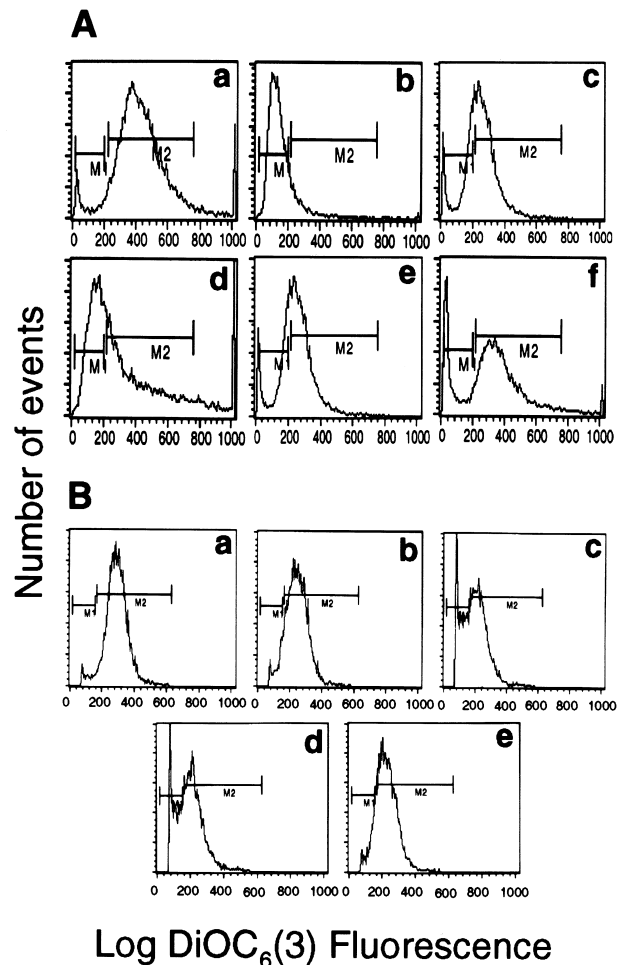 A
a b c
M1 M2 M1 M2 M1 M2
0 200 400 600 800 1000 0 200 400 600 800 1000 0 200 400 600 800 1000
d e f
M1 M2 M M2 M M2
0 200 400 600 800 1000 0 200 400 600 800 1000 0 200 400 600 800 1000
Number of events
B
a b c
M1 M2 M1 M2 M2
0 200 400 600 800 1000 0 200 400 600 800 1000 0 200 400 600 800 1000
d e
M2 M1 M2
0 200 400 600 800 1000 0 200 400 600 800 1000
Log DiOC6(3) Fluorescence